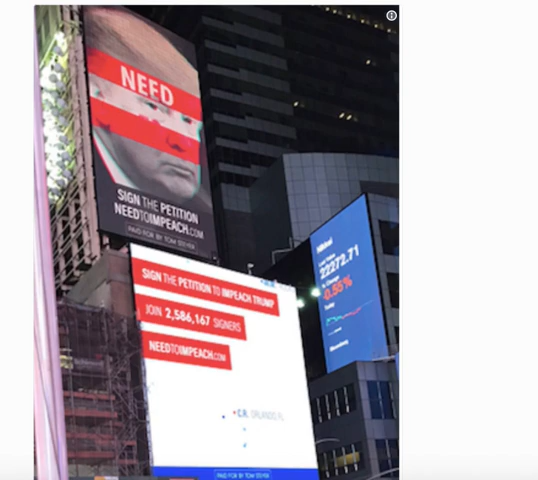 NEED
SIGN THE PETITION
NEEDTOIMPEACH.COM
PAID FOR BY TOM STEYER
SIGN THE PETITION TO IMPEACH TRUMP
JOIN 2,586,167 SIGNERS
NEEDTOIMPEACH.COM
C.R. ORLANDO FL
PAID FOR BY TOM STEYER
Nikkei
22272.71
-0.55%